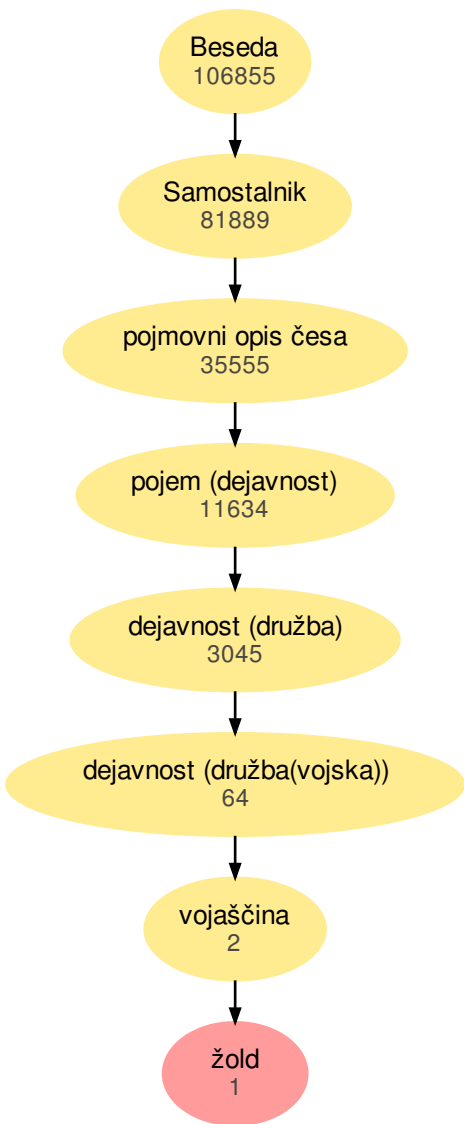 Beseda
106855
Samostalnik
81889
pojmovni opis česa
35555
pojem (dejavnost)
11634
dejavnost (družba)
3045
dejavnost (družba(vojska))
64
vojaščina
2
žold
1